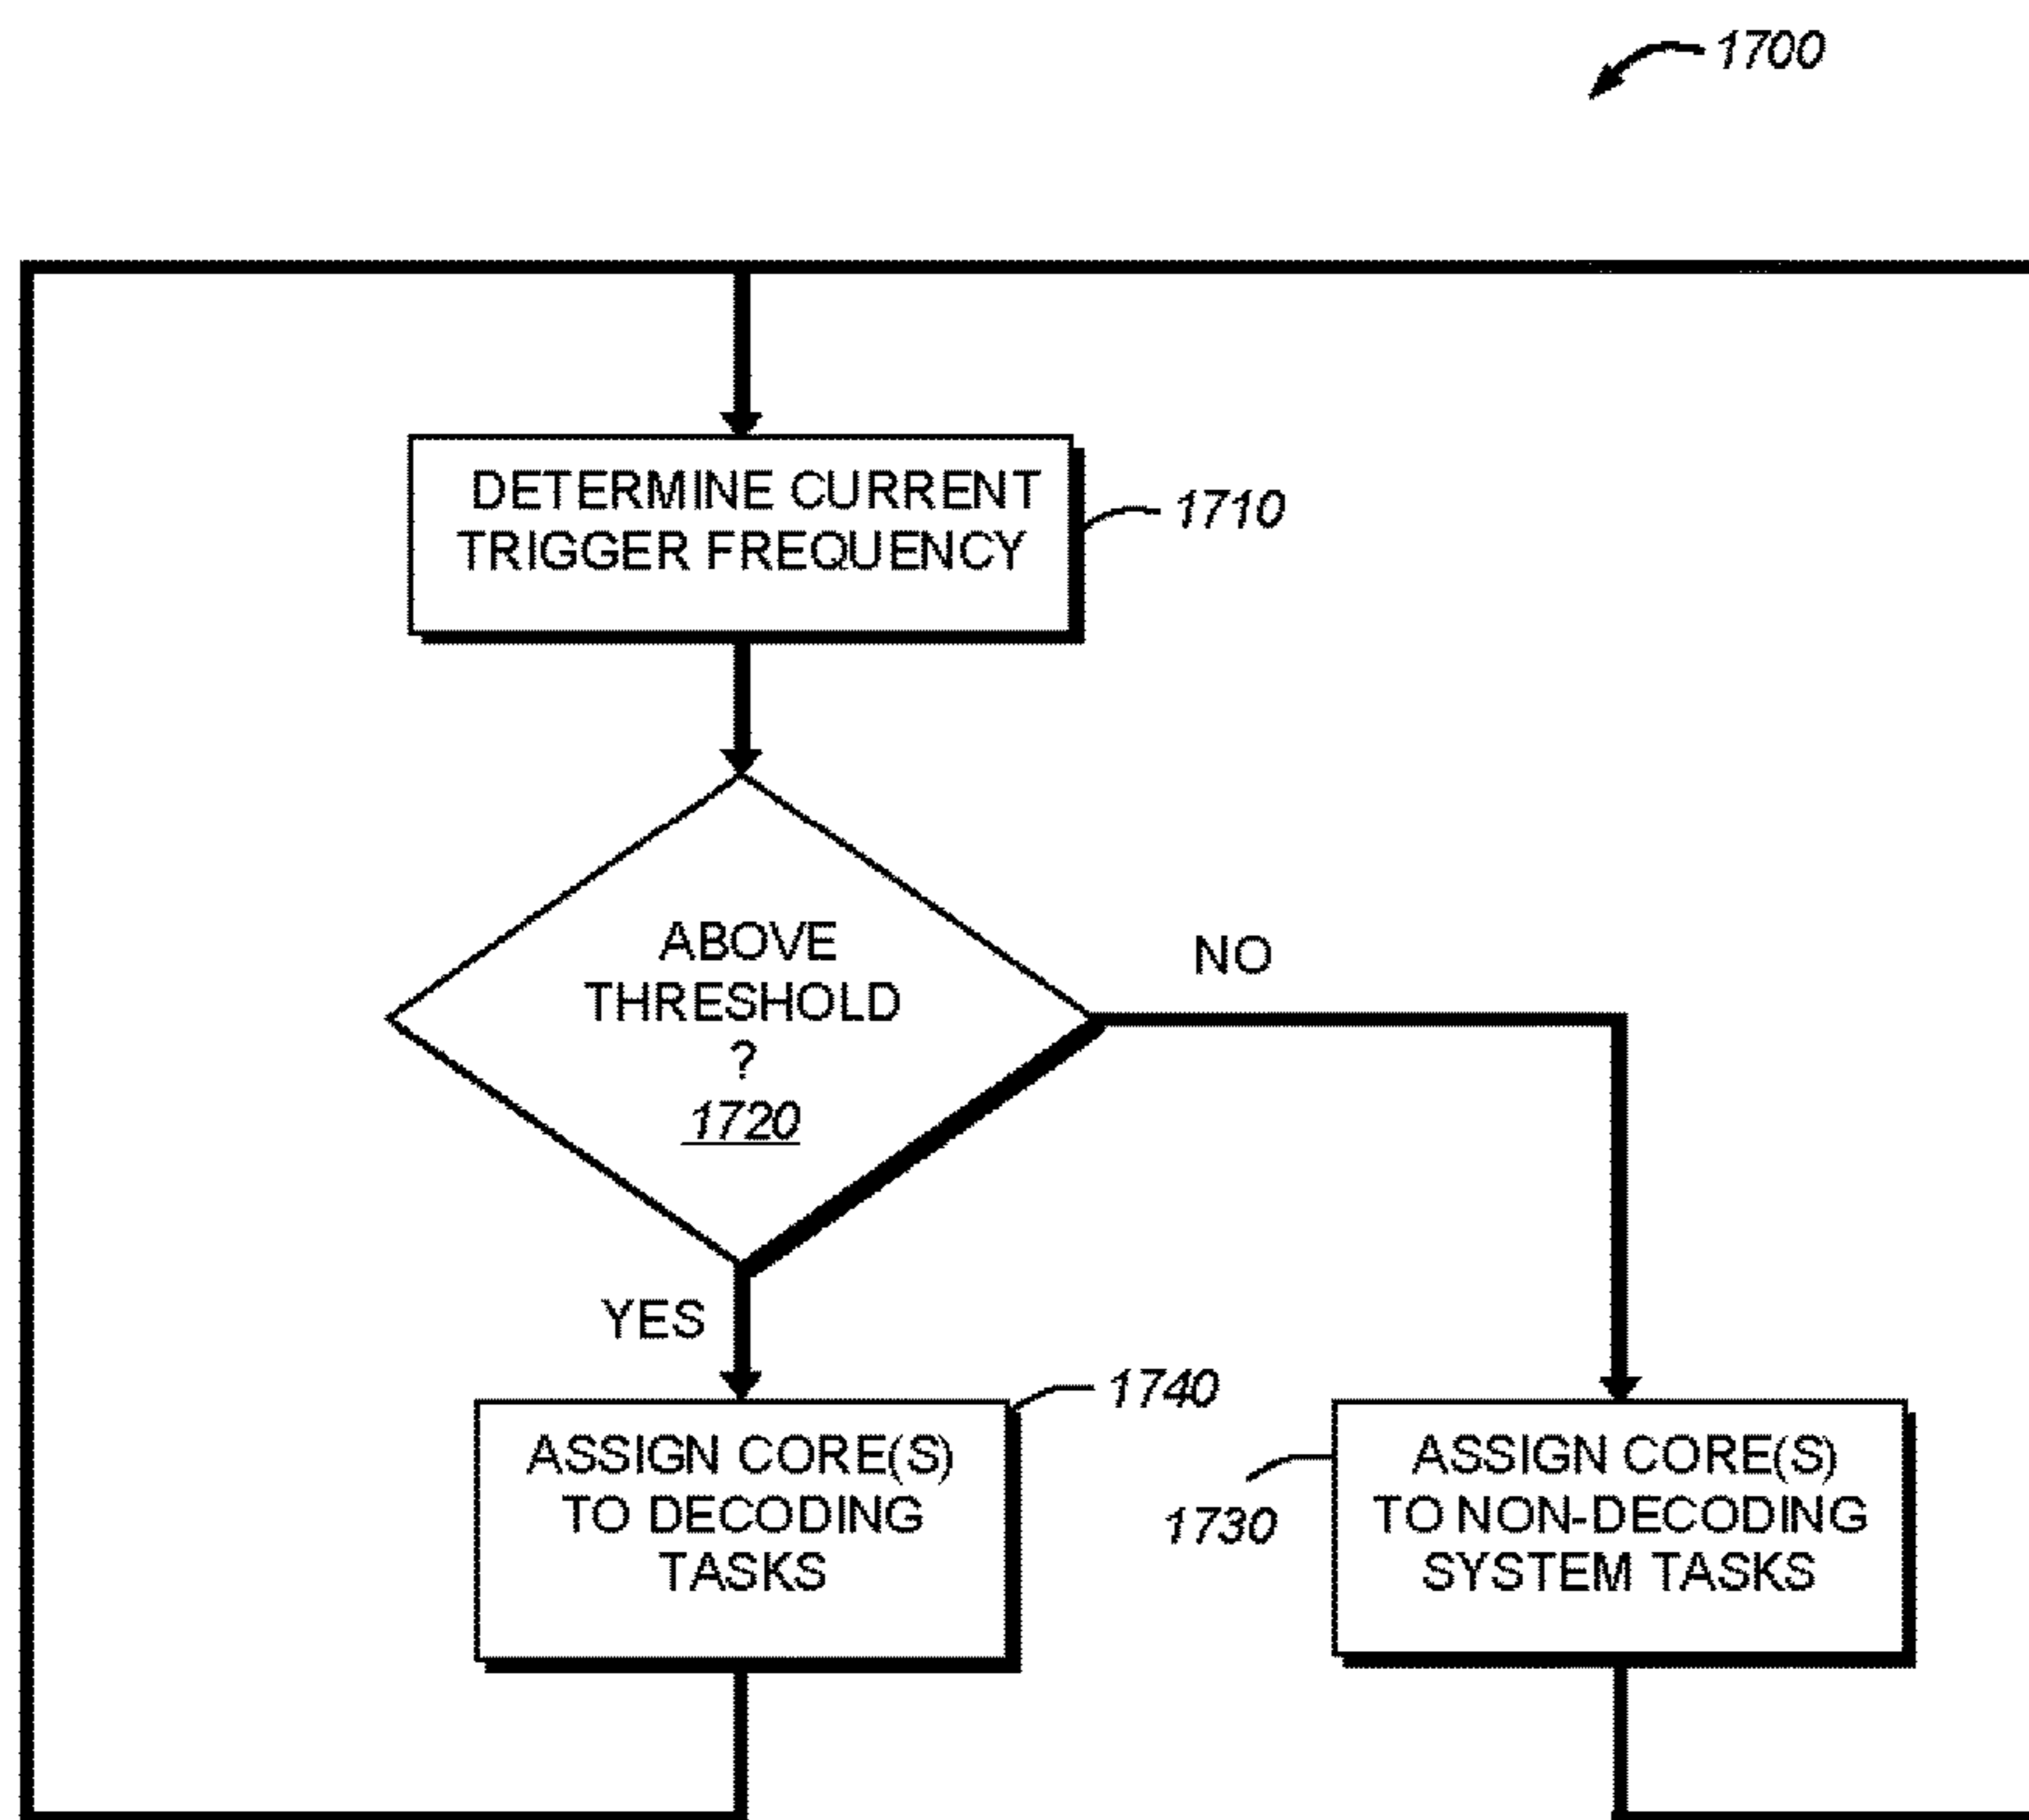 1700
DETERMINE CURRENT
TRIGGER FREQUENCY
1710
ABOVE
THRESHOLD
?
1720
NO
YES
1740
ASSIGN CORE(S)
TO DECODING
TASKS
1730
ASSIGN CORE(S)
TO NON-DECODING
SYSTEM TASKS